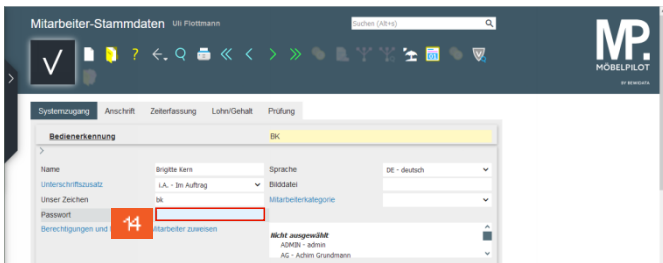 Mitarbeiter-Stammdaten Uli Flottmann Suchen (Alt+s)
MP.
MÖBELPILOT
BY BEWIDATA
Systemzugang Anschrift Zeiterfassung Lohn/Gehalt Prüfung
Bedienerkennung BK
Name Brigitte Kern Sprache DE - deutsch
Unterschriftszusatz i.A. - Im Auftrag Bilddatei
Unser Zeichen bk Mitarbeiterkategorie
Passwort
14
Berechtigungen und Mitarbeiter zuweisen
Nicht ausgewählt
ADMIN - admin
AG - Achim Grundmann